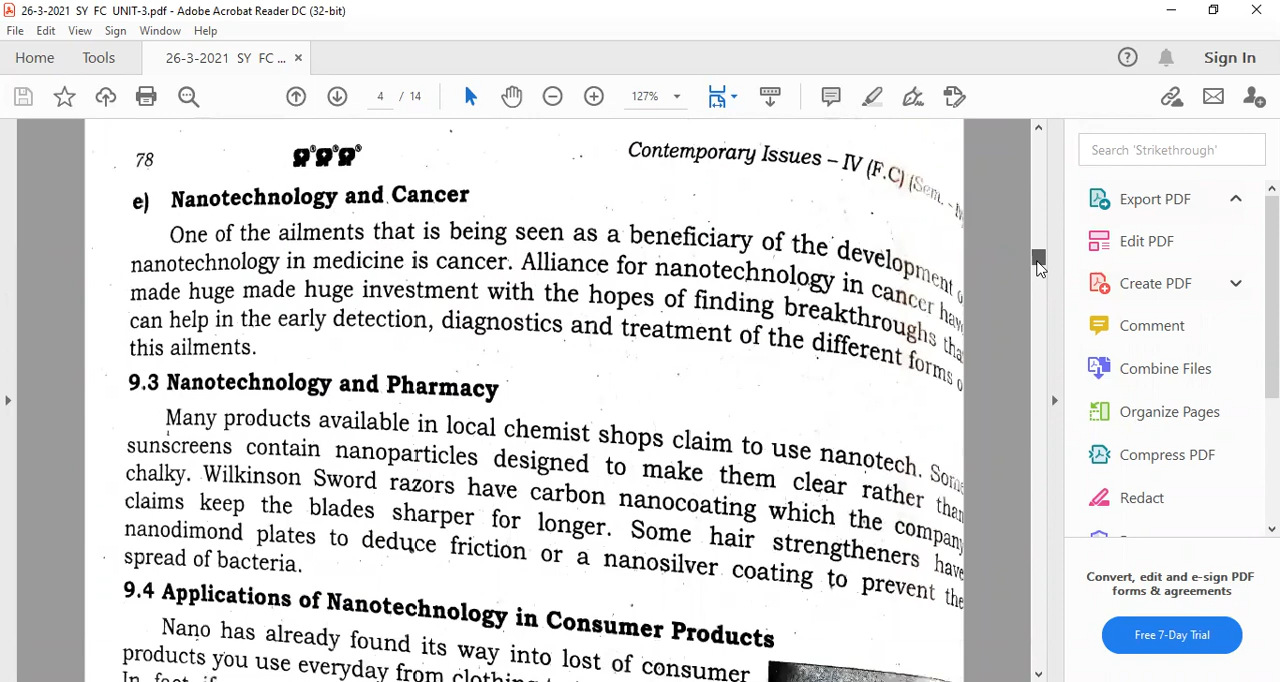 26-3-2021 SY FC UNIT-3.pdf - Adobe Acrobat Reader DC (32-bit)
File Edit View Sign Window Help
Home Tools 26-3-2021 SY FC ... × Sign In
4 / 14 127%
78 Contemporary Issues – IV (F.C) (Sem. –
e) Nanotechnology and Cancer
One of the ailments that is being seen as a beneficiary of the development
nanotechnology in medicine is cancer. Alliance for nanotechnology in cancer have
made huge made huge investment with the hopes of finding breakthroughs tha
can help in the early detection, diagnostics and treatment of the different forms o
this ailments.
9.3 Nanotechnology and Pharmacy
Many products available in local chemist shops claim to use nanotech. Som
sunscreens contain nanoparticles designed to make them clear rather than
chalky. Wilkinson Sword razors have carbon nanocoating which the company
claims keep the blades sharper for longer. Some hair strengtheners have
nanodimond plates to deduce friction or a nanosilver coating to prevent the
spread of bacteria.
9.4 Applications of Nanotechnology in Consumer Products
Nano has already found its way into lost of consumer
products you use everyday from clothing
In fact if
Search 'Strikethrough'
Export PDF
Edit PDF
Create PDF
Comment
Combine Files
Organize Pages
Compress PDF
Redact
Convert, edit and e-sign PDF
forms & agreements
Free 7-Day Trial